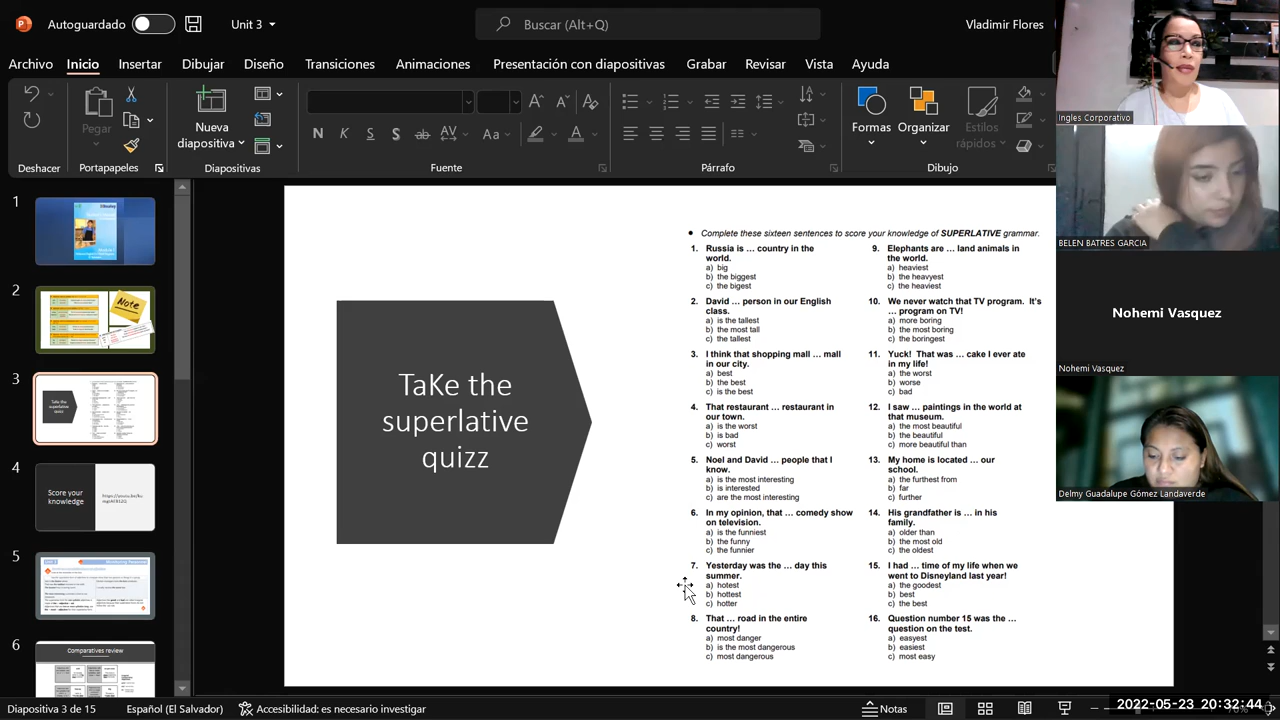 Autoguardado
Unit 3
Buscar (Alt+Q)
Vladimir Flores
Archivo Inicio Insertar Dibujar Diseño Transiciones Animaciones Presentación con diapositivas Grabar Revisar Vista Ayuda
Pegar
Nueva diapositiva
N K S S ab AV Aa A
Formas Organizar Estilos rápidos
Deshacer Portapapeles Diapositivas Fuente Párrafo Dibujo
1
2
Note
3
4
Score your knowledge
5
6
Comparatives review
TaKe the
superlative
quizz
• Complete these sixteen sentences to score your knowledge of SUPERLATIVE grammar.
1. Russia is ... country in the
world.
a) big
b) the biggest
c) the bigest
2. David ... person in our English
class.
a) is the tallest
b) the most tall
c) the tallest
3. I think that shopping mall ... mall
in our city.
a) best
b) the best
c) is the best
4. That restaurant ... restaurant in
our town.
a) is the worst
b) is bad
c) worst
5. Noel and David ... people that I
know.
a) is the most interesting
b) is interested
c) are the most interesting
6. In my opinion, that ... comedy show
on television.
a) is the funniest
b) the funny
c) the funnier
7. Yesterday was the ... day this
summer.
a) hotest
b) hottest
c) hotter
8. That ... road in the entire
country!
a) most danger
b) is the most dangerous
c) most dangerous
9. Elephants are ... land animals in
the world.
a) heaviest
b) the heavyest
c) the heaviest
10. We never watch that TV program. It's
... program on TV!
a) more boring
b) the most boring
c) the boringest
11. Yuck! That was ... cake I ever ate
in my life!
a) the worst
b) worse
c) bad
12. I saw ... paintings in the world at
that museum.
a) the most beautiful
b) the beautiful
c) more beautiful than
13. My home is located ... our
school.
a) the furthest from
b) far
c) further
14. His grandfather is ... in his
family.
a) older than
b) the most old
c) the oldest
15. I had ... time of my life when we
went to Disneyland last year!
a) the goodest
b) best
c) the best
16. Question number 15 was the ...
question on the test.
a) easyest
b) easiest
c) most easy
Ingles Corporativo
BELEN BATRES GARCIA
Nohemi Vasquez
Nohemi Vasquez
Delmy Guadalupe Gómez Landaverde
Diapositiva 3 de 15
Español (El Salvador)
Accesibilidad: es necesario investigar
Notas
2022-05-23 20:32:44